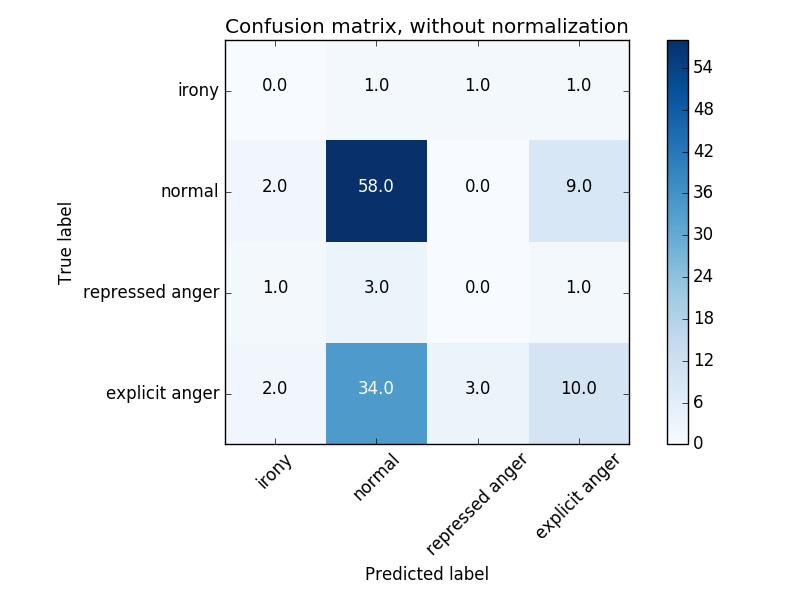 Confusion matrix, without normalization
True label
irony 0.0 1.0 1.0 1.0
normal 2.0 58.0 0.0 9.0
repressed anger 1.0 3.0 0.0 1.0
explicit anger 2.0 34.0 3.0 10.0
irony normal repressed anger explicit anger
Predicted label
54
48
42
36
30
24
18
12
6
0